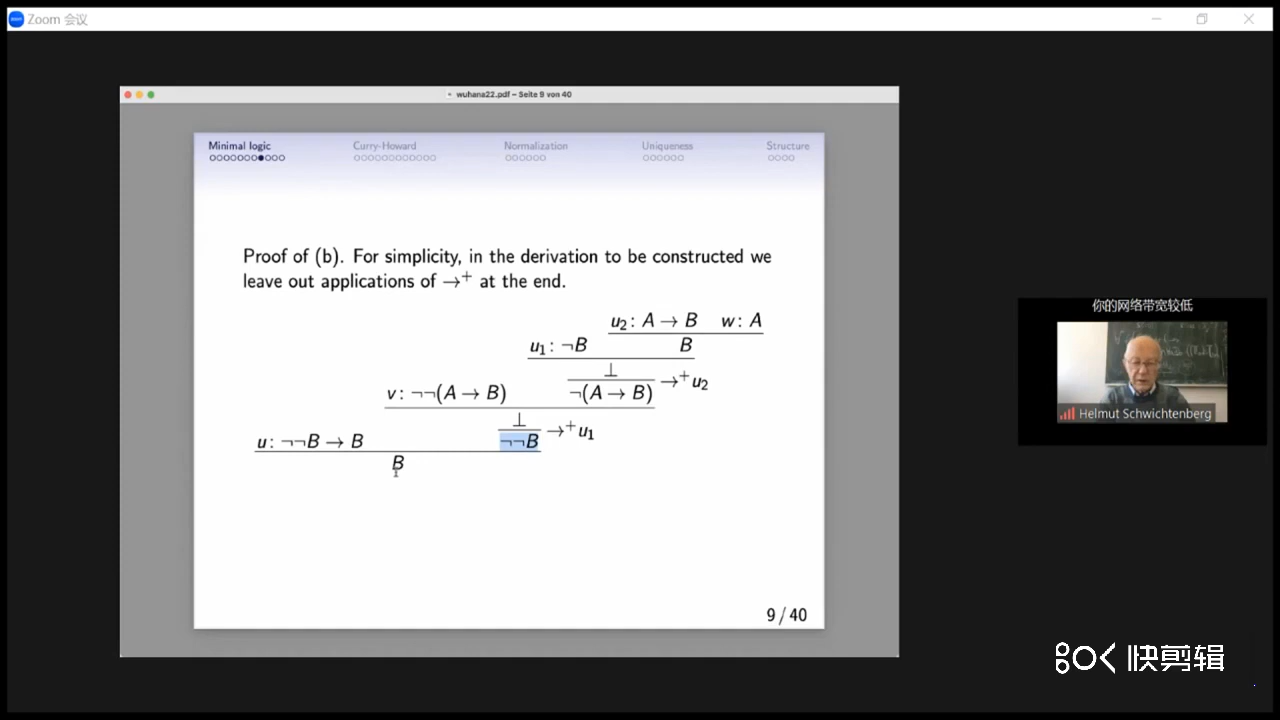 zoom Zoom 会议
wuhana22.pdf – Seite 9 von 40
Minimal logic Curry-Howard Normalization Uniqueness Structure
Proof of (b). For simplicity, in the derivation to be constructed we
leave out applications of →⁺ at the end.
u₂: A → B w: A
u₁: ¬B B
⊥
v: ¬¬(A → B) ¬(A → B) →⁺u₂
⊥
u: ¬¬B → B ¬¬B →⁺u₁
B
9 / 40
你的网络带宽较低
Helmut Schwichtenberg
快剪辑